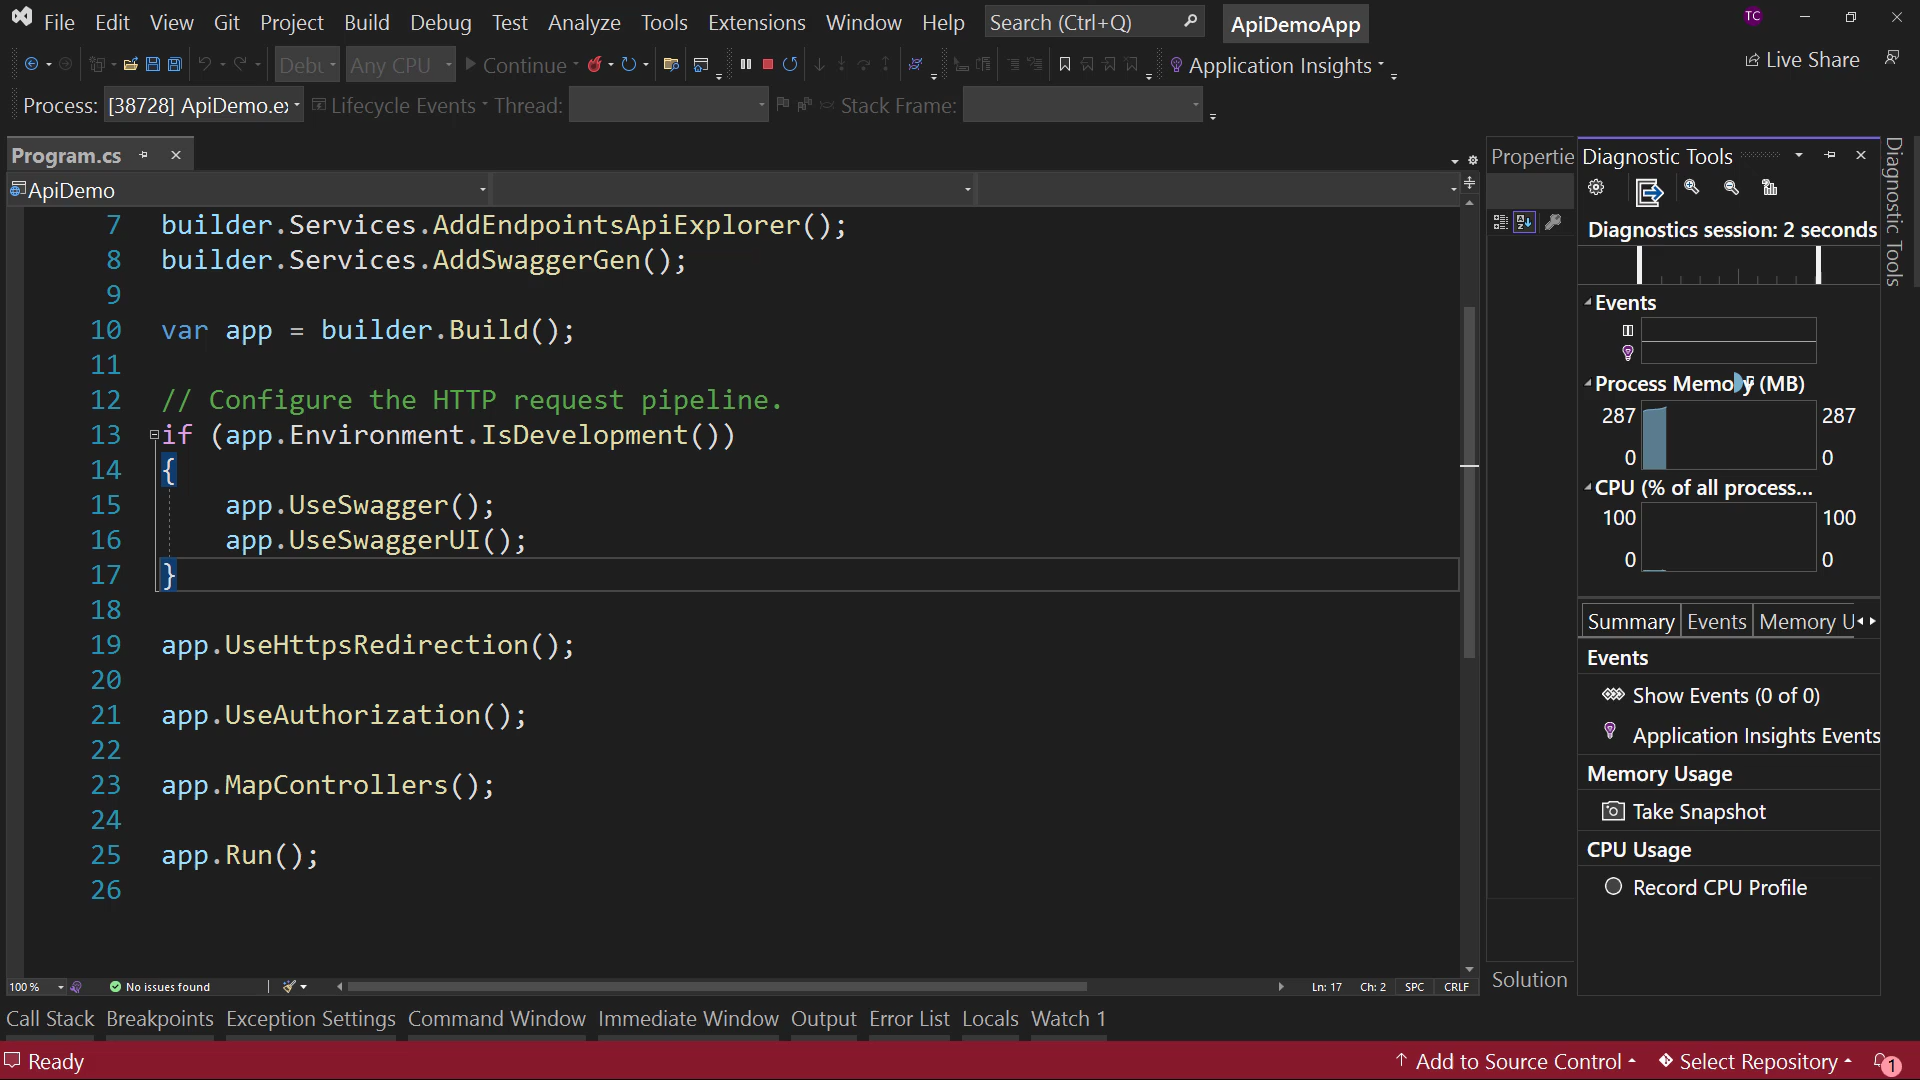 File Edit View Git Project Build Debug Test Analyze Tools Extensions Window Help Search (Ctrl+Q) ApiDemoApp TC
Debu Any CPU Continue Application Insights Live Share
Process: [38728] ApiDemo.ex Lifecycle Events Thread: Stack Frame:
Program.cs
ApiDemo
7 builder.Services.AddEndpointsApiExplorer();
8 builder.Services.AddSwaggerGen();
9
10 var app = builder.Build();
11
12 // Configure the HTTP request pipeline.
13 if (app.Environment.IsDevelopment())
14 {
15 app.UseSwagger();
16 app.UseSwaggerUI();
17 }
18
19 app.UseHttpsRedirection();
20
21 app.UseAuthorization();
22
23 app.MapControllers();
24
25 app.Run();
26
100 % No issues found Ln: 17 Ch: 2 SPC CRLF
Propertie
Solution
Diagnostic Tools
Diagnostics session: 2 seconds
Events
Process Memory (MB)
287 287
0 0
CPU (% of all process...
100 100
0 0
Summary Events Memory U
Events
Show Events (0 of 0)
Application Insights Events
Memory Usage
Take Snapshot
CPU Usage
Record CPU Profile
Diagnostic Tools
Call Stack Breakpoints Exception Settings Command Window Immediate Window Output Error List Locals Watch 1
Ready Add to Source Control Select Repository 1